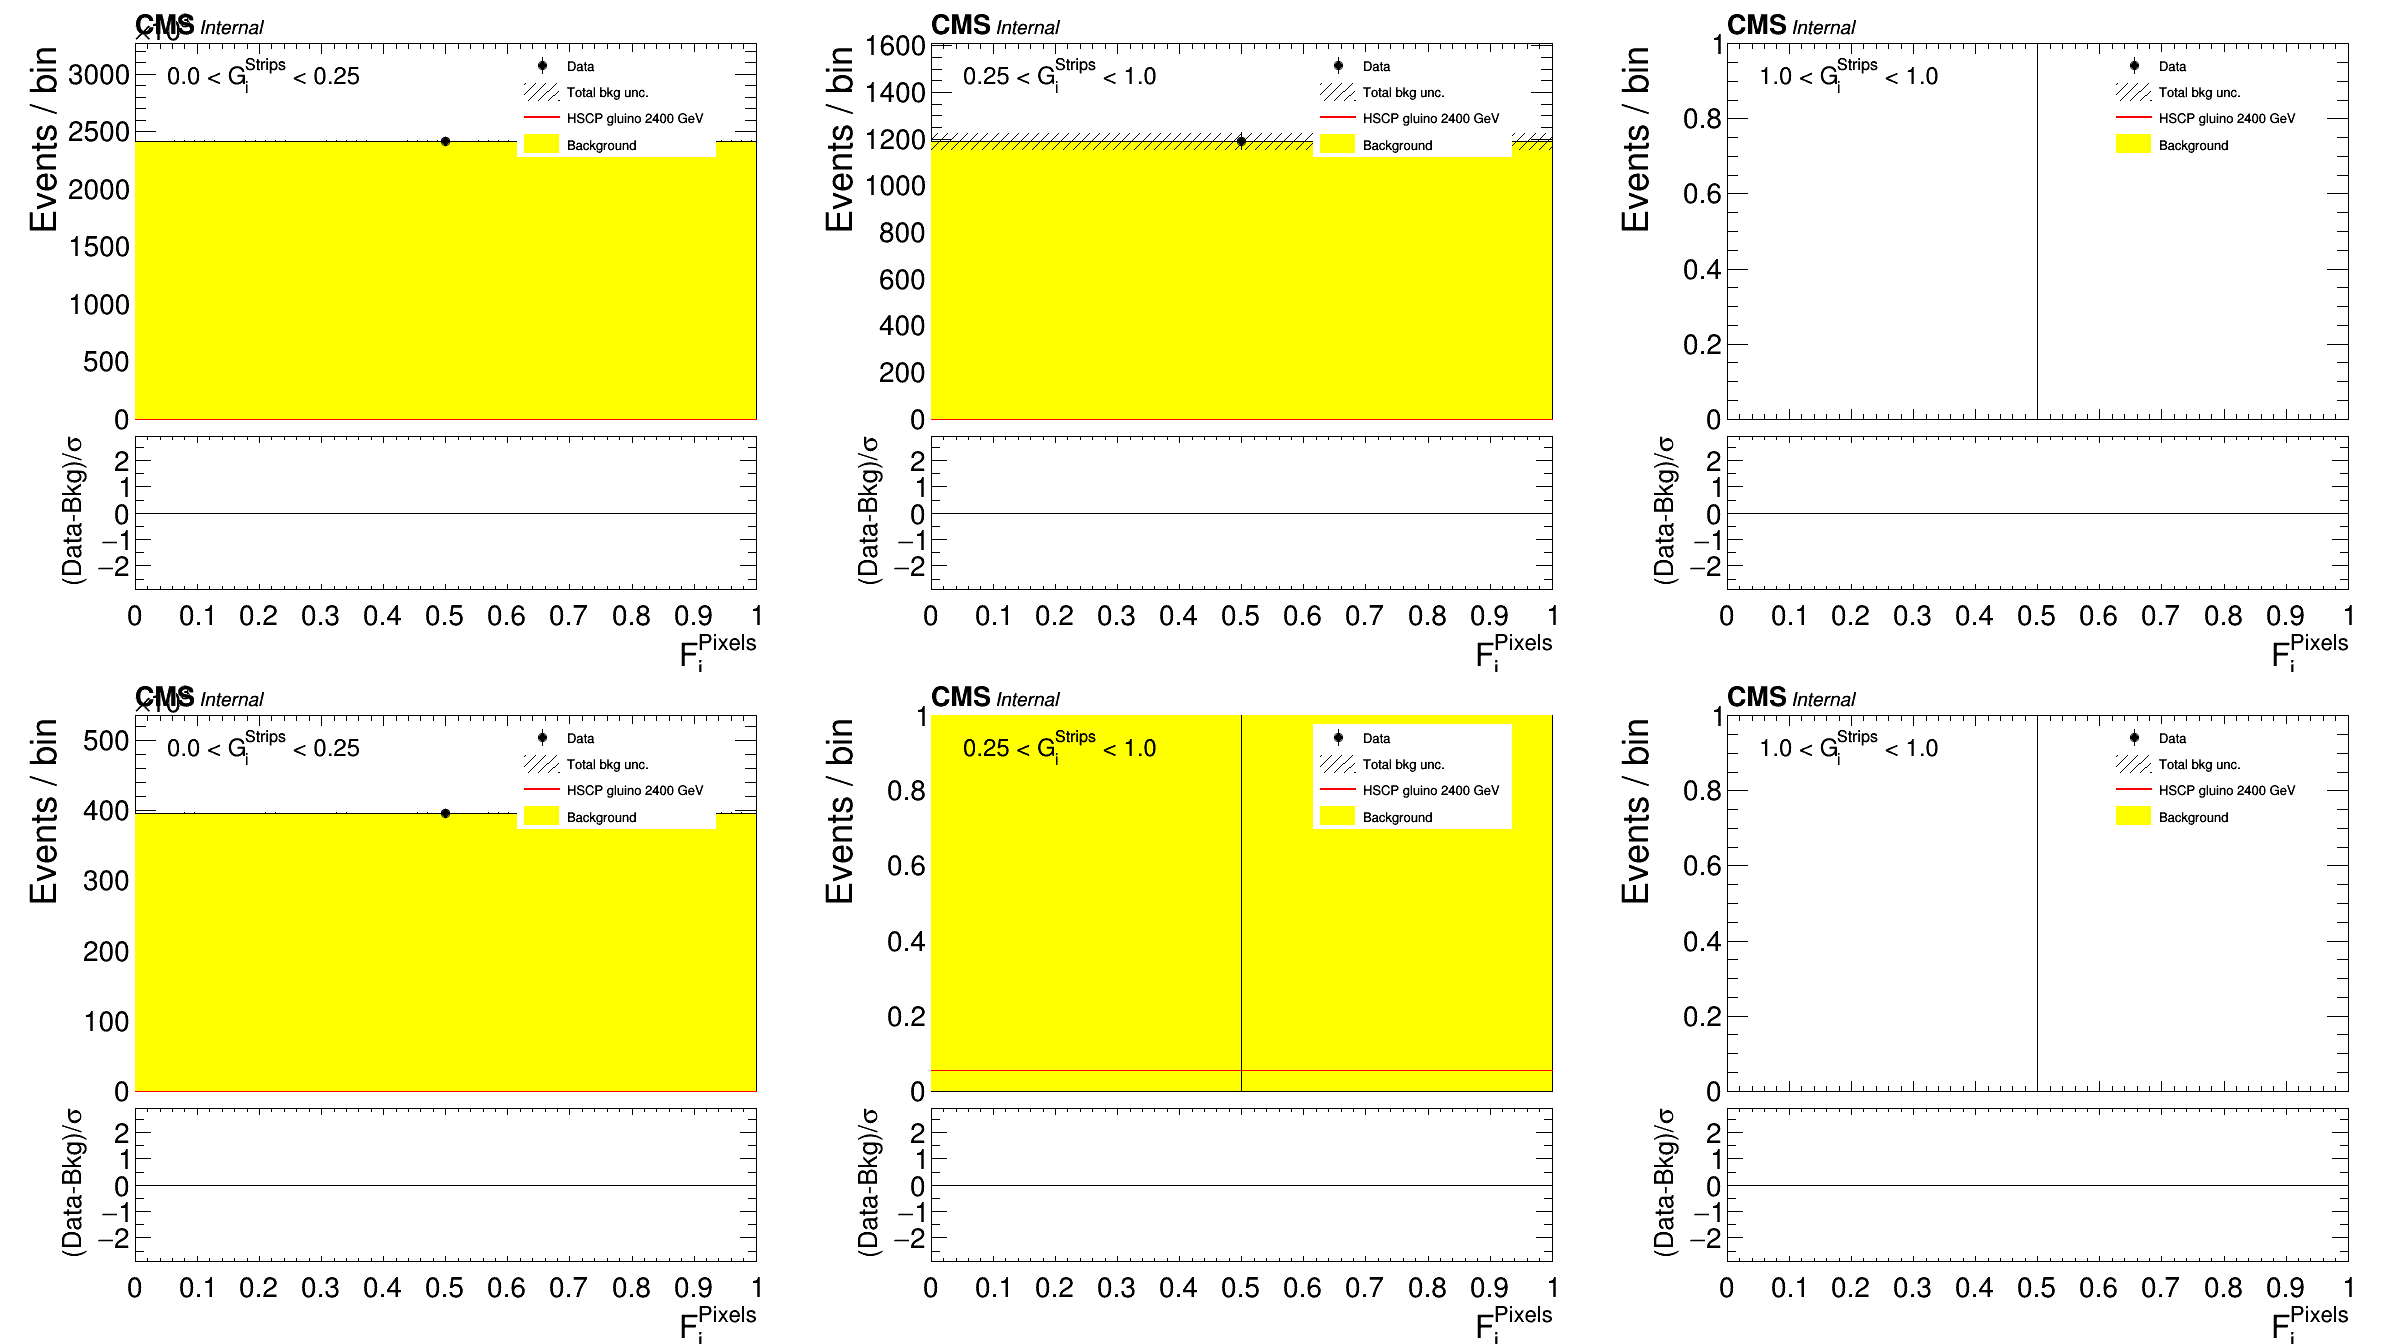 CMS Internal
×10³
Events / bin
0.0 < G_i^Strips < 0.25
Data
Total bkg unc.
HSCP gluino 2400 GeV
Background
3000
2500
2000
1500
1000
500
0
(Data-Bkg)/σ
2
1
0
−1
−2
0 0.1 0.2 0.3 0.4 0.5 0.6 0.7 0.8 0.9 1
F_i^Pixels
CMS Internal
Events / bin
0.25 < G_i^Strips < 1.0
Data
Total bkg unc.
HSCP gluino 2400 GeV
Background
1600
1400
1200
1000
800
600
400
200
0
(Data-Bkg)/σ
2
1
0
−1
−2
0 0.1 0.2 0.3 0.4 0.5 0.6 0.7 0.8 0.9 1
F_i^Pixels
CMS Internal
Events / bin
1.0 < G_i^Strips < 1.0
Data
Total bkg unc.
HSCP gluino 2400 GeV
Background
1
0.8
0.6
0.4
0.2
0
(Data-Bkg)/σ
2
1
0
−1
−2
0 0.1 0.2 0.3 0.4 0.5 0.6 0.7 0.8 0.9 1
F_i^Pixels
CMS Internal
×10³
Events / bin
0.0 < G_i^Strips < 0.25
Data
Total bkg unc.
HSCP gluino 2400 GeV
Background
500
400
300
200
100
0
(Data-Bkg)/σ
2
1
0
−1
−2
0 0.1 0.2 0.3 0.4 0.5 0.6 0.7 0.8 0.9 1
F_i^Pixels
CMS Internal
Events / bin
0.25 < G_i^Strips < 1.0
Data
Total bkg unc.
HSCP gluino 2400 GeV
Background
1
0.8
0.6
0.4
0.2
0
(Data-Bkg)/σ
2
1
0
−1
−2
0 0.1 0.2 0.3 0.4 0.5 0.6 0.7 0.8 0.9 1
F_i^Pixels
CMS Internal
Events / bin
1.0 < G_i^Strips < 1.0
Data
Total bkg unc.
HSCP gluino 2400 GeV
Background
1
0.8
0.6
0.4
0.2
0
(Data-Bkg)/σ
2
1
0
−1
−2
0 0.1 0.2 0.3 0.4 0.5 0.6 0.7 0.8 0.9 1
F_i^Pixels